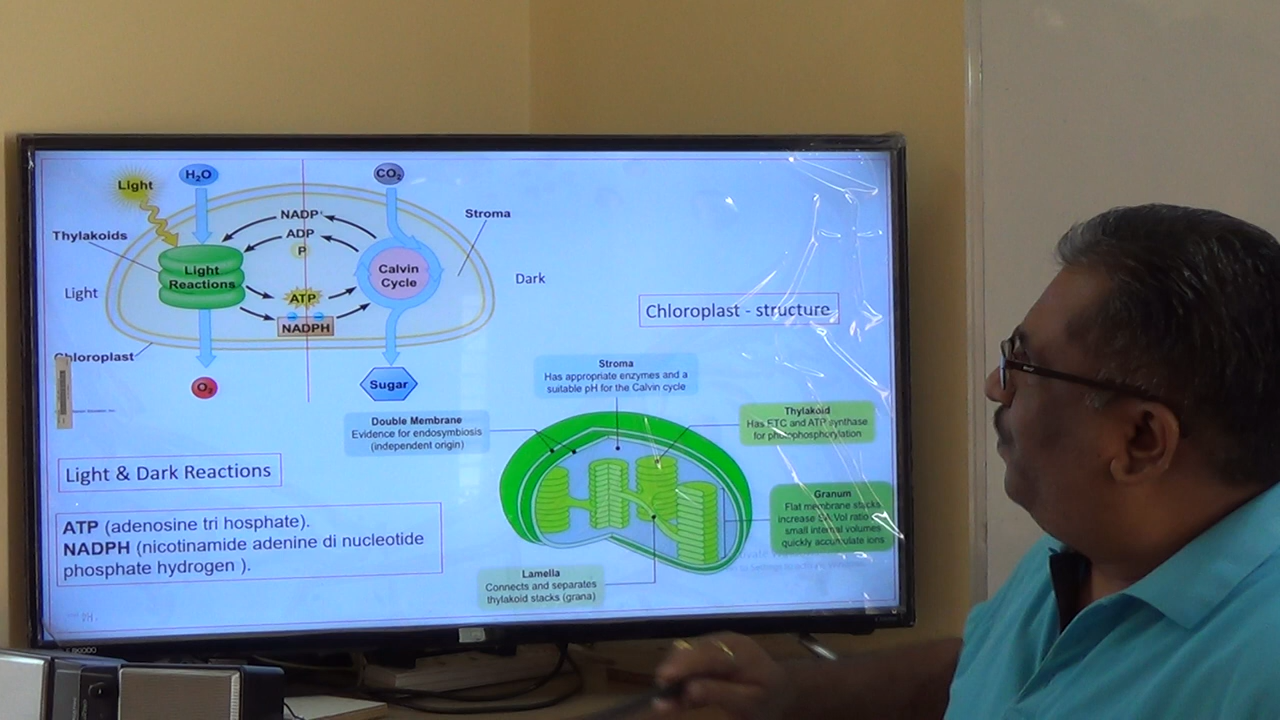 Light
H₂O
CO₂
NADP⁺
ADP
P
Stroma
Thylakoids
Light
Reactions
Calvin
Cycle
Light
Dark
ATP
NADPH
Chloroplast
O₂
Sugar
Chloroplast - structure
Stroma
Has appropriate enzymes and a
suitable pH for the Calvin cycle
Double Membrane
Evidence for endosymbiosis
(independent origin)
Thylakoid
Has ETC and ATP synthase
for photophosphorylation
Light & Dark Reactions
Granum
Flat membrane stacks
increase SA:Vol ratio
small internal volumes
quickly accumulate ions
ATP (adenosine tri hosphate).
NADPH (nicotinamide adenine di nucleotide
phosphate hydrogen ).
Lamella
Connects and separates
thylakoid stacks (grana)